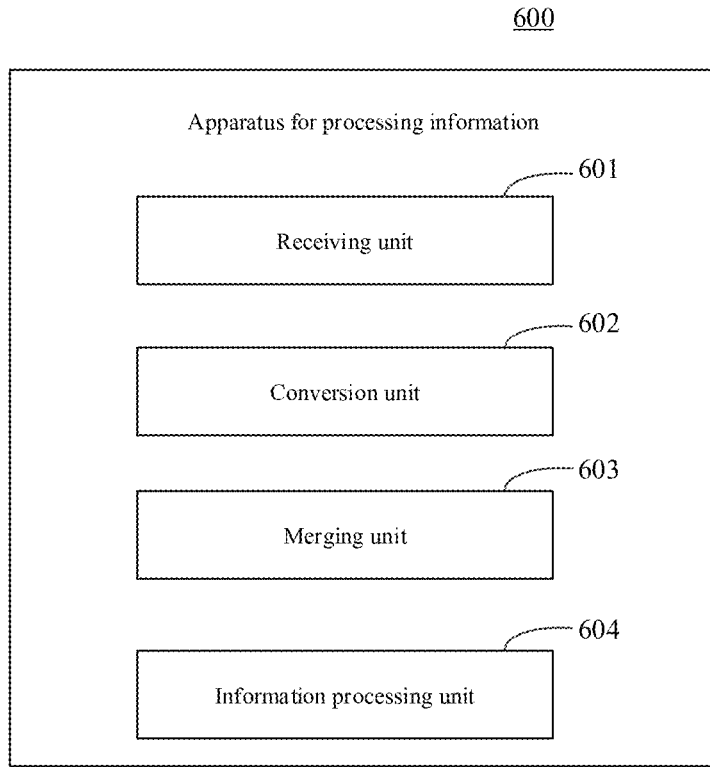 600
Apparatus for processing information
601
Receiving unit
602
Conversion unit
603
Merging unit
604
Information processing unit